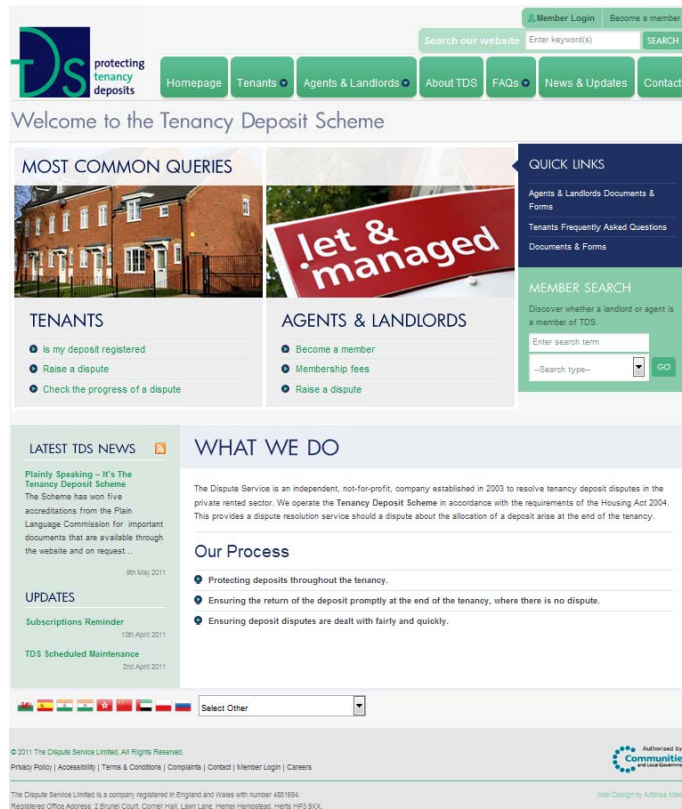 Member Login
Become a member
Search our website
Enter keyword(s)
SEARCH
TDS
protecting
tenancy
deposits
Homepage
Tenants
Agents & Landlords
About TDS
FAQs
News & Updates
Contact
Welcome to the Tenancy Deposit Scheme
MOST COMMON QUERIES
let &
managed
TENANTS
Is my deposit registered
Raise a dispute
Check the progress of a dispute
AGENTS & LANDLORDS
Become a member
Membership fees
Raise a dispute
QUICK LINKS
Agents & Landlords Documents &
Forms
Tenants Frequently Asked Questions
Documents & Forms
MEMBER SEARCH
Discover whether a landlord or agent is
a member of TDS.
Enter search term
--Search type--
GO
LATEST TDS NEWS
Plainly Speaking – It's The
Tenancy Deposit Scheme
The Scheme has won five
accreditations from the Plain
Language Commission for important
documents that are available through
the website and on request...
9th May 2011
UPDATES
Subscriptions Reminder
13th April 2011
TDS Scheduled Maintenance
2nd April 2011
WHAT WE DO
The Dispute Service is an independent, not-for-profit, company established in 2003 to resolve tenancy deposit disputes in the
private rented sector. We operate the Tenancy Deposit Scheme in accordance with the requirements of the Housing Act 2004.
This provides a dispute resolution service should a dispute about the allocation of a deposit arise at the end of the tenancy.
Our Process
Protecting deposits throughout the tenancy.
Ensuring the return of the deposit promptly at the end of the tenancy, where there is no dispute.
Ensuring deposit disputes are dealt with fairly and quickly.
Select Other
© 2011 The Dispute Service Limited, All Rights Reserved.
Privacy Policy | Accessibility | Terms & Conditions | Complaints | Contact | Member Login | Careers
Authorised by
Communities
and Local Government
The Dispute Service Limited is a company registered in England and Wales with number 4851694.
Web Design by
Registered Office Address: 2 Brunel Court, Corner Hall, Lawn Lane, Hemel Hempstead, Herts HP3 9XX.